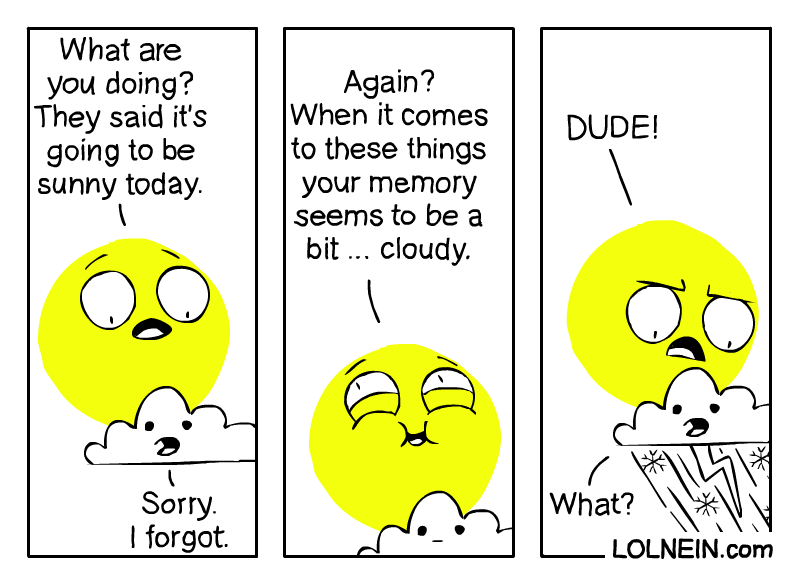 What are
you doing?
They said it's
going to be
sunny today.
Sorry.
I forgot.
Again?
When it comes
to these things
your memory
seems to be a
bit ... cloudy.
DUDE!
What?
LOLNEIN.com